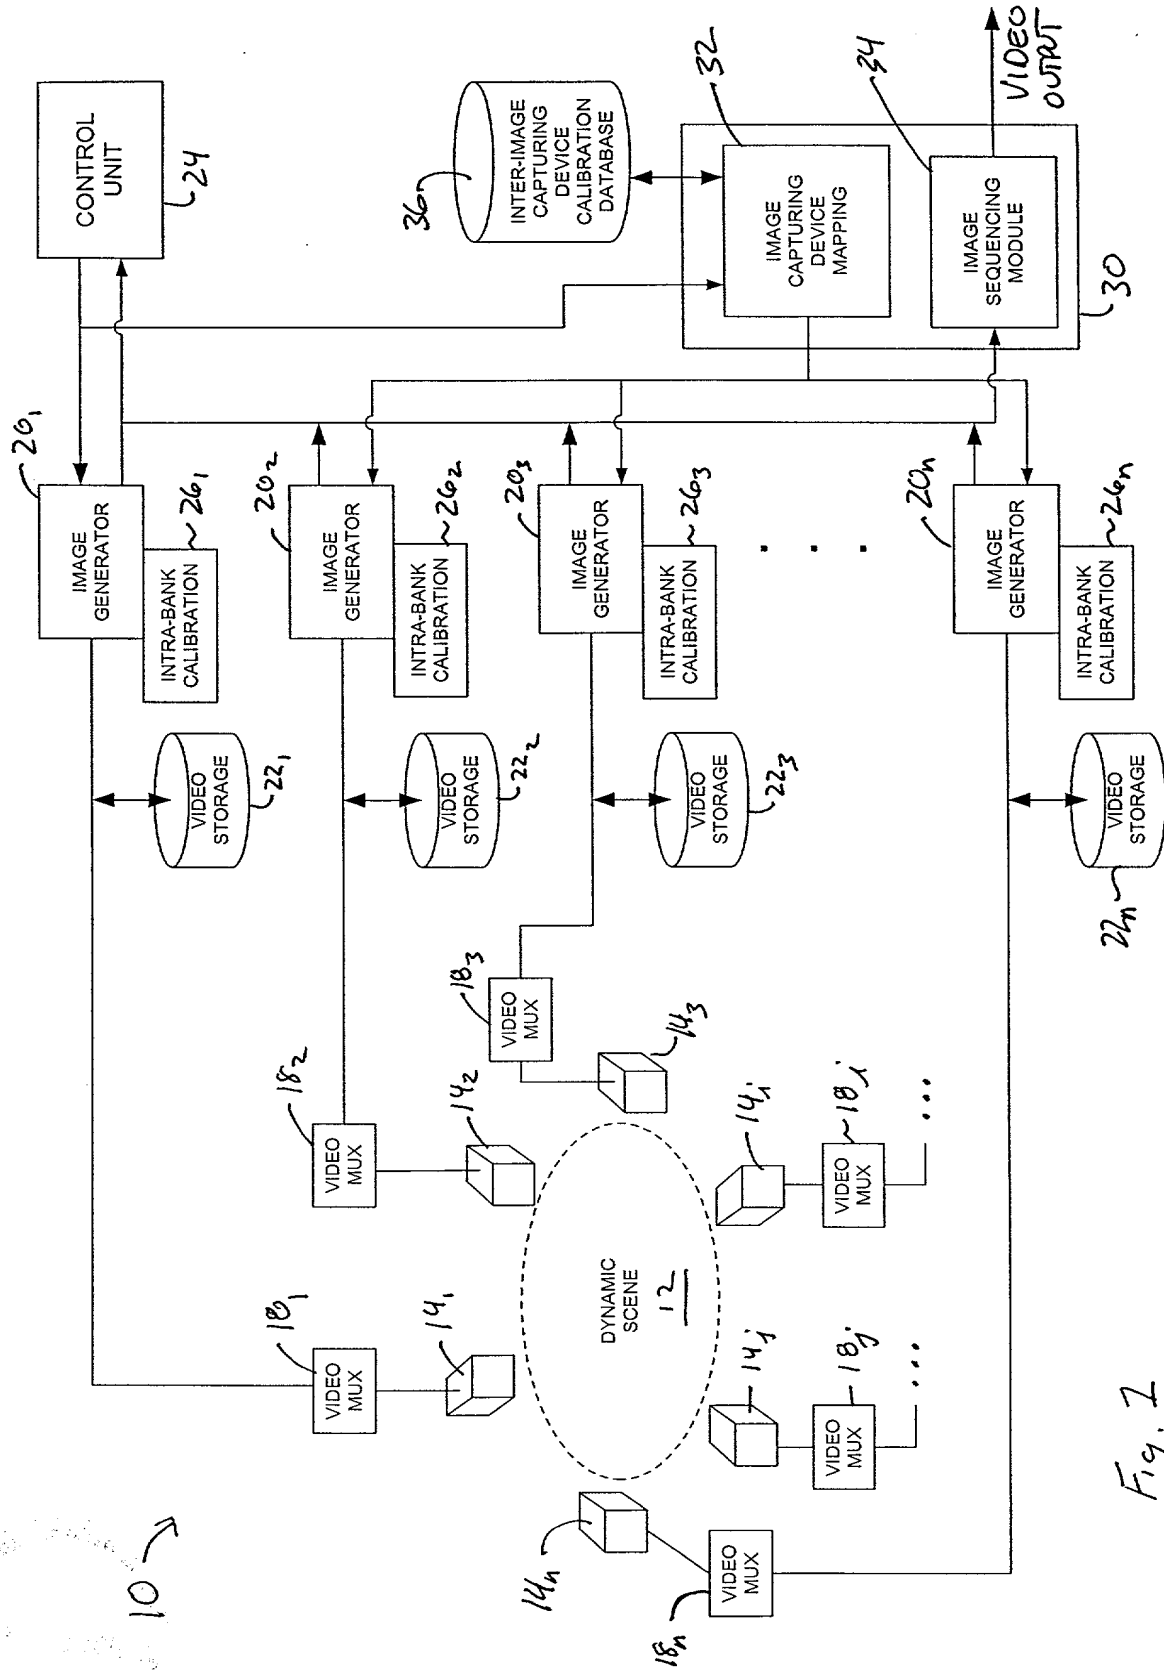 10
CONTROL
UNIT
24
20₁
IMAGE
GENERATOR
INTRA-BANK
CALIBRATION
26₁
VIDEO
STORAGE
22₁
VIDEO
MUX
18₁
14₁
20₂
IMAGE
GENERATOR
INTRA-BANK
CALIBRATION
26₂
VIDEO
STORAGE
22₂
VIDEO
MUX
18₂
14₂
20₃
IMAGE
GENERATOR
INTRA-BANK
CALIBRATION
26₃
VIDEO
STORAGE
22₃
VIDEO
MUX
18₃
14₃
. . .
36
INTER-IMAGE
CAPTURING
DEVICE
CALIBRATION
DATABASE
32
IMAGE
CAPTURING
DEVICE
MAPPING
34
IMAGE
SEQUENCING
MODULE
30
VIDEO
OUTPUT
DYNAMIC
SCENE
12
14ᵢ
VIDEO
MUX
18ᵢ
...
14ⱼ
VIDEO
MUX
18ⱼ
...
14ₙ
VIDEO
MUX
18ₙ
20ₙ
IMAGE
GENERATOR
INTRA-BANK
CALIBRATION
26ₙ
VIDEO
STORAGE
22ₙ
Fig. 1